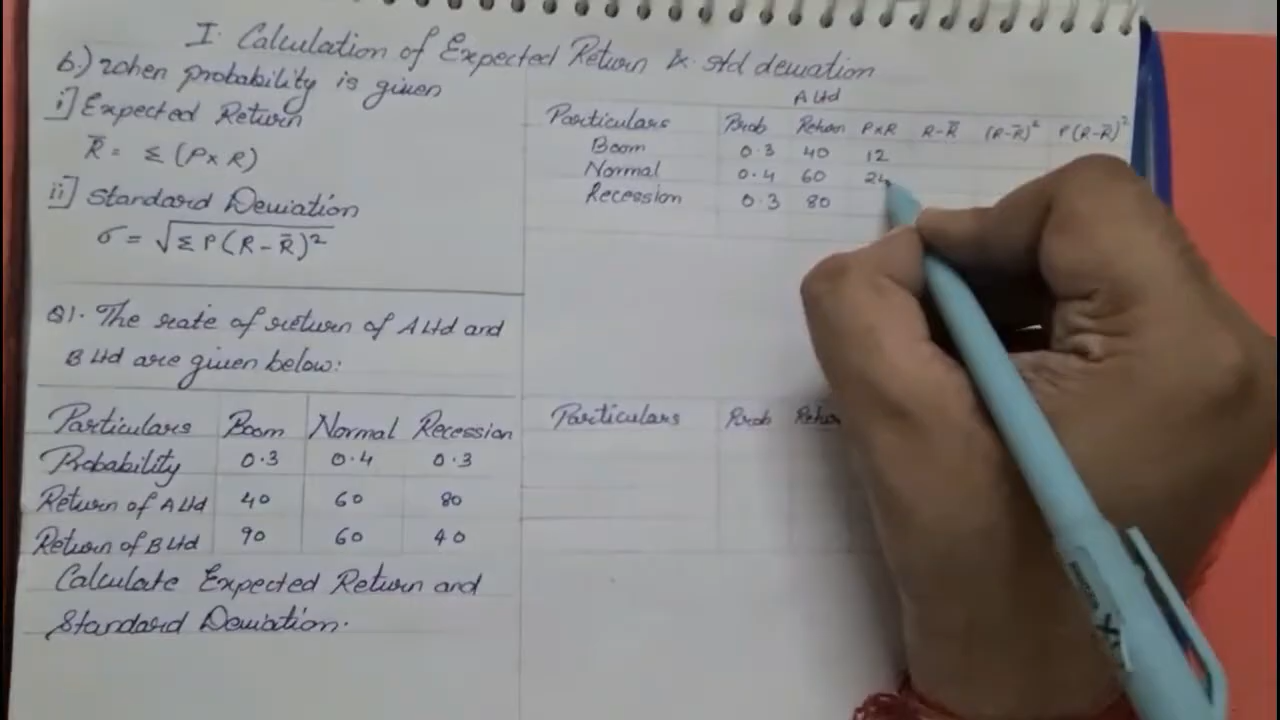 I. Calculation of Expected Return & std deviation
b.) When probability is given
i] Expected Return
R̄ = Σ (P x R)
ii] Standard Deviation
σ = √Σ P (R - R̄)²
Q1. The rate of return of A Ltd and
B Ltd are given below:
Particulars Boom Normal Recession
Probability 0.3 0.4 0.3
Return of A Ltd 40 60 80
Return of B Ltd 90 60 40
Calculate Expected Return and
Standard Deviation.
A Ltd
Particulars Prob Return PxR R-R̄ (R-R̄)² P(R-R̄)²
Boom 0.3 40 12
Normal 0.4 60 24
Recession 0.3 80
Particulars Prob